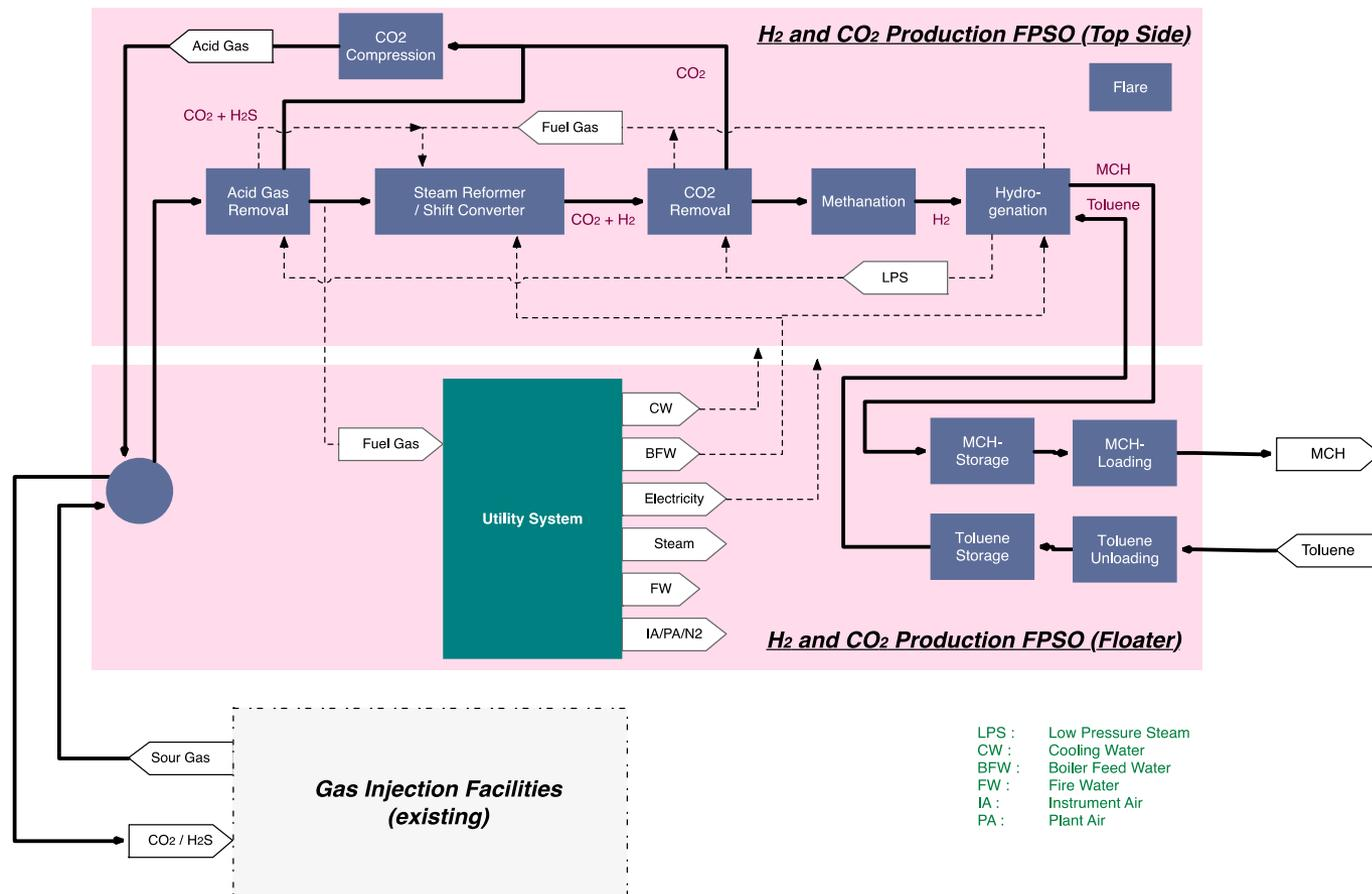 H2 and CO2 Production FPSO (Top Side)
Acid Gas
CO2
Compression
CO2
Flare
CO2 + H2S
Fuel Gas
Acid Gas
Removal
Steam Reformer
/ Shift Converter
CO2 + H2
CO2
Removal
Methanation
H2
Hydro-
genation
MCH
Toluene
LPS
Fuel Gas
Utility System
CW
BFW
Electricity
Steam
FW
IA/PA/N2
MCH-
Storage
MCH-
Loading
MCH
Toluene
Storage
Toluene
Unloading
Toluene
H2 and CO2 Production FPSO (Floater)
Sour Gas
CO2 / H2S
Gas Injection Facilities
(existing)
LPS : Low Pressure Steam
CW : Cooling Water
BFW : Boiler Feed Water
FW : Fire Water
IA : Instrument Air
PA : Plant Air